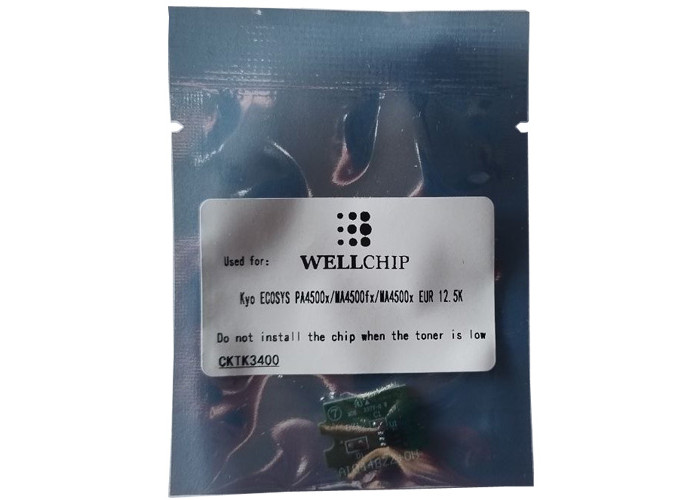 Used for:
WELLCHIP
Kyo ECOSYS PA4500x/MA4500fx/MA4500x EUR 12.5K
Do not install the chip when the toner is low
CKTK3400